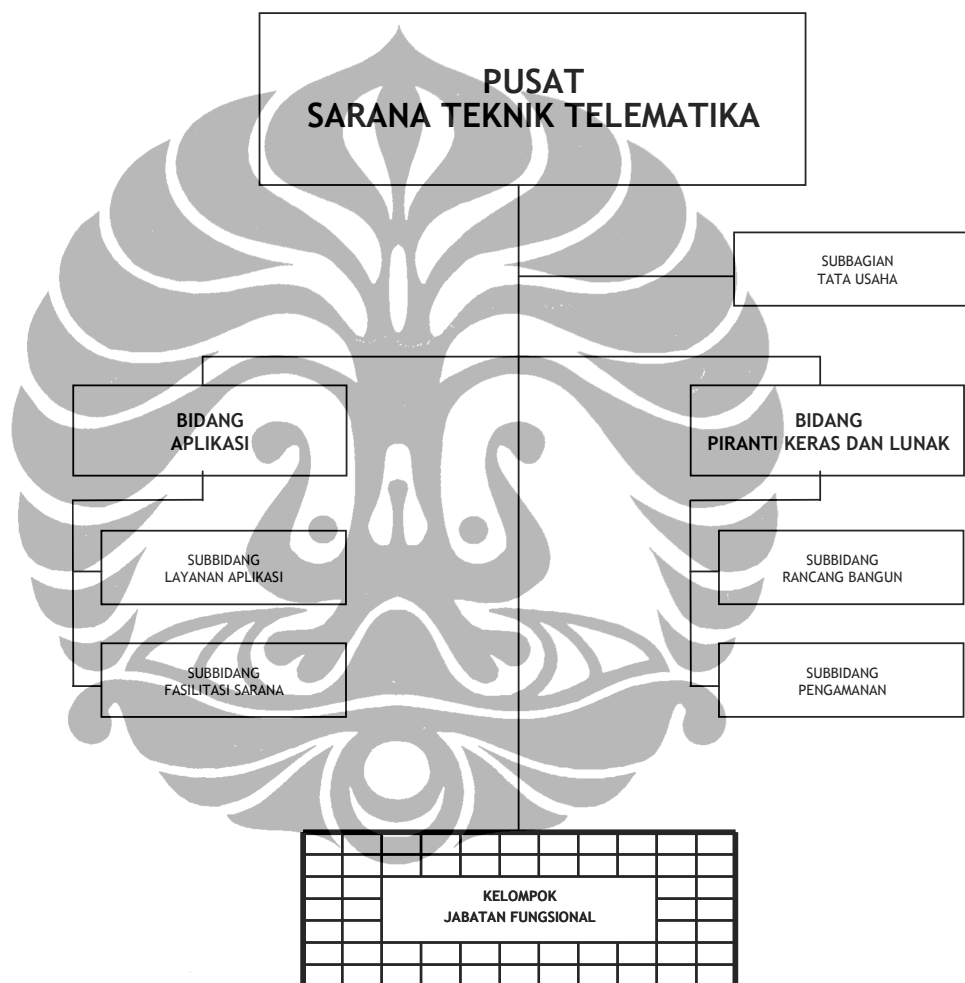 PUSAT
SARANA TEKNIK TELEMATIKA
SUBBAGIAN
TATA USAHA
BIDANG
APLIKASI
BIDANG
PIRANTI KERAS DAN LUNAK
SUBBIDANG
LAYANAN APLIKASI
SUBBIDANG
RANCANG BANGUN
SUBBIDANG
FASILITASI SARANA
SUBBIDANG
PENGAMANAN
KELOMPOK
JABATAN FUNGSIONAL